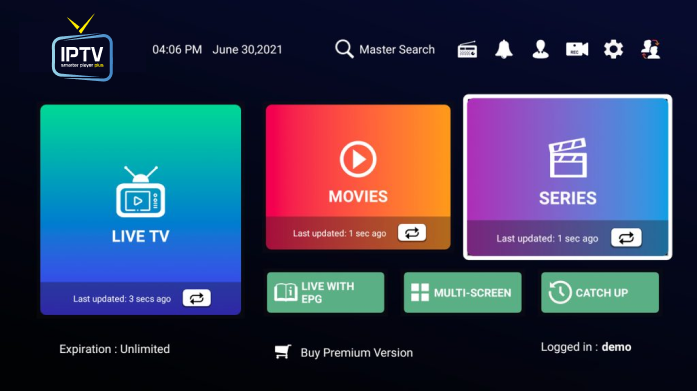 IPTV
smarter player plus
04:06 PM June 30,2021
Master Search
REC
LIVE TV
Last updated: 3 secs ago
MOVIES
Last updated: 1 sec ago
SERIES
Last updated: 1 sec ago
LIVE WITH
EPG
MULTI-SCREEN
CATCH UP
Expiration : Unlimited
Buy Premium Version
Logged in : demo